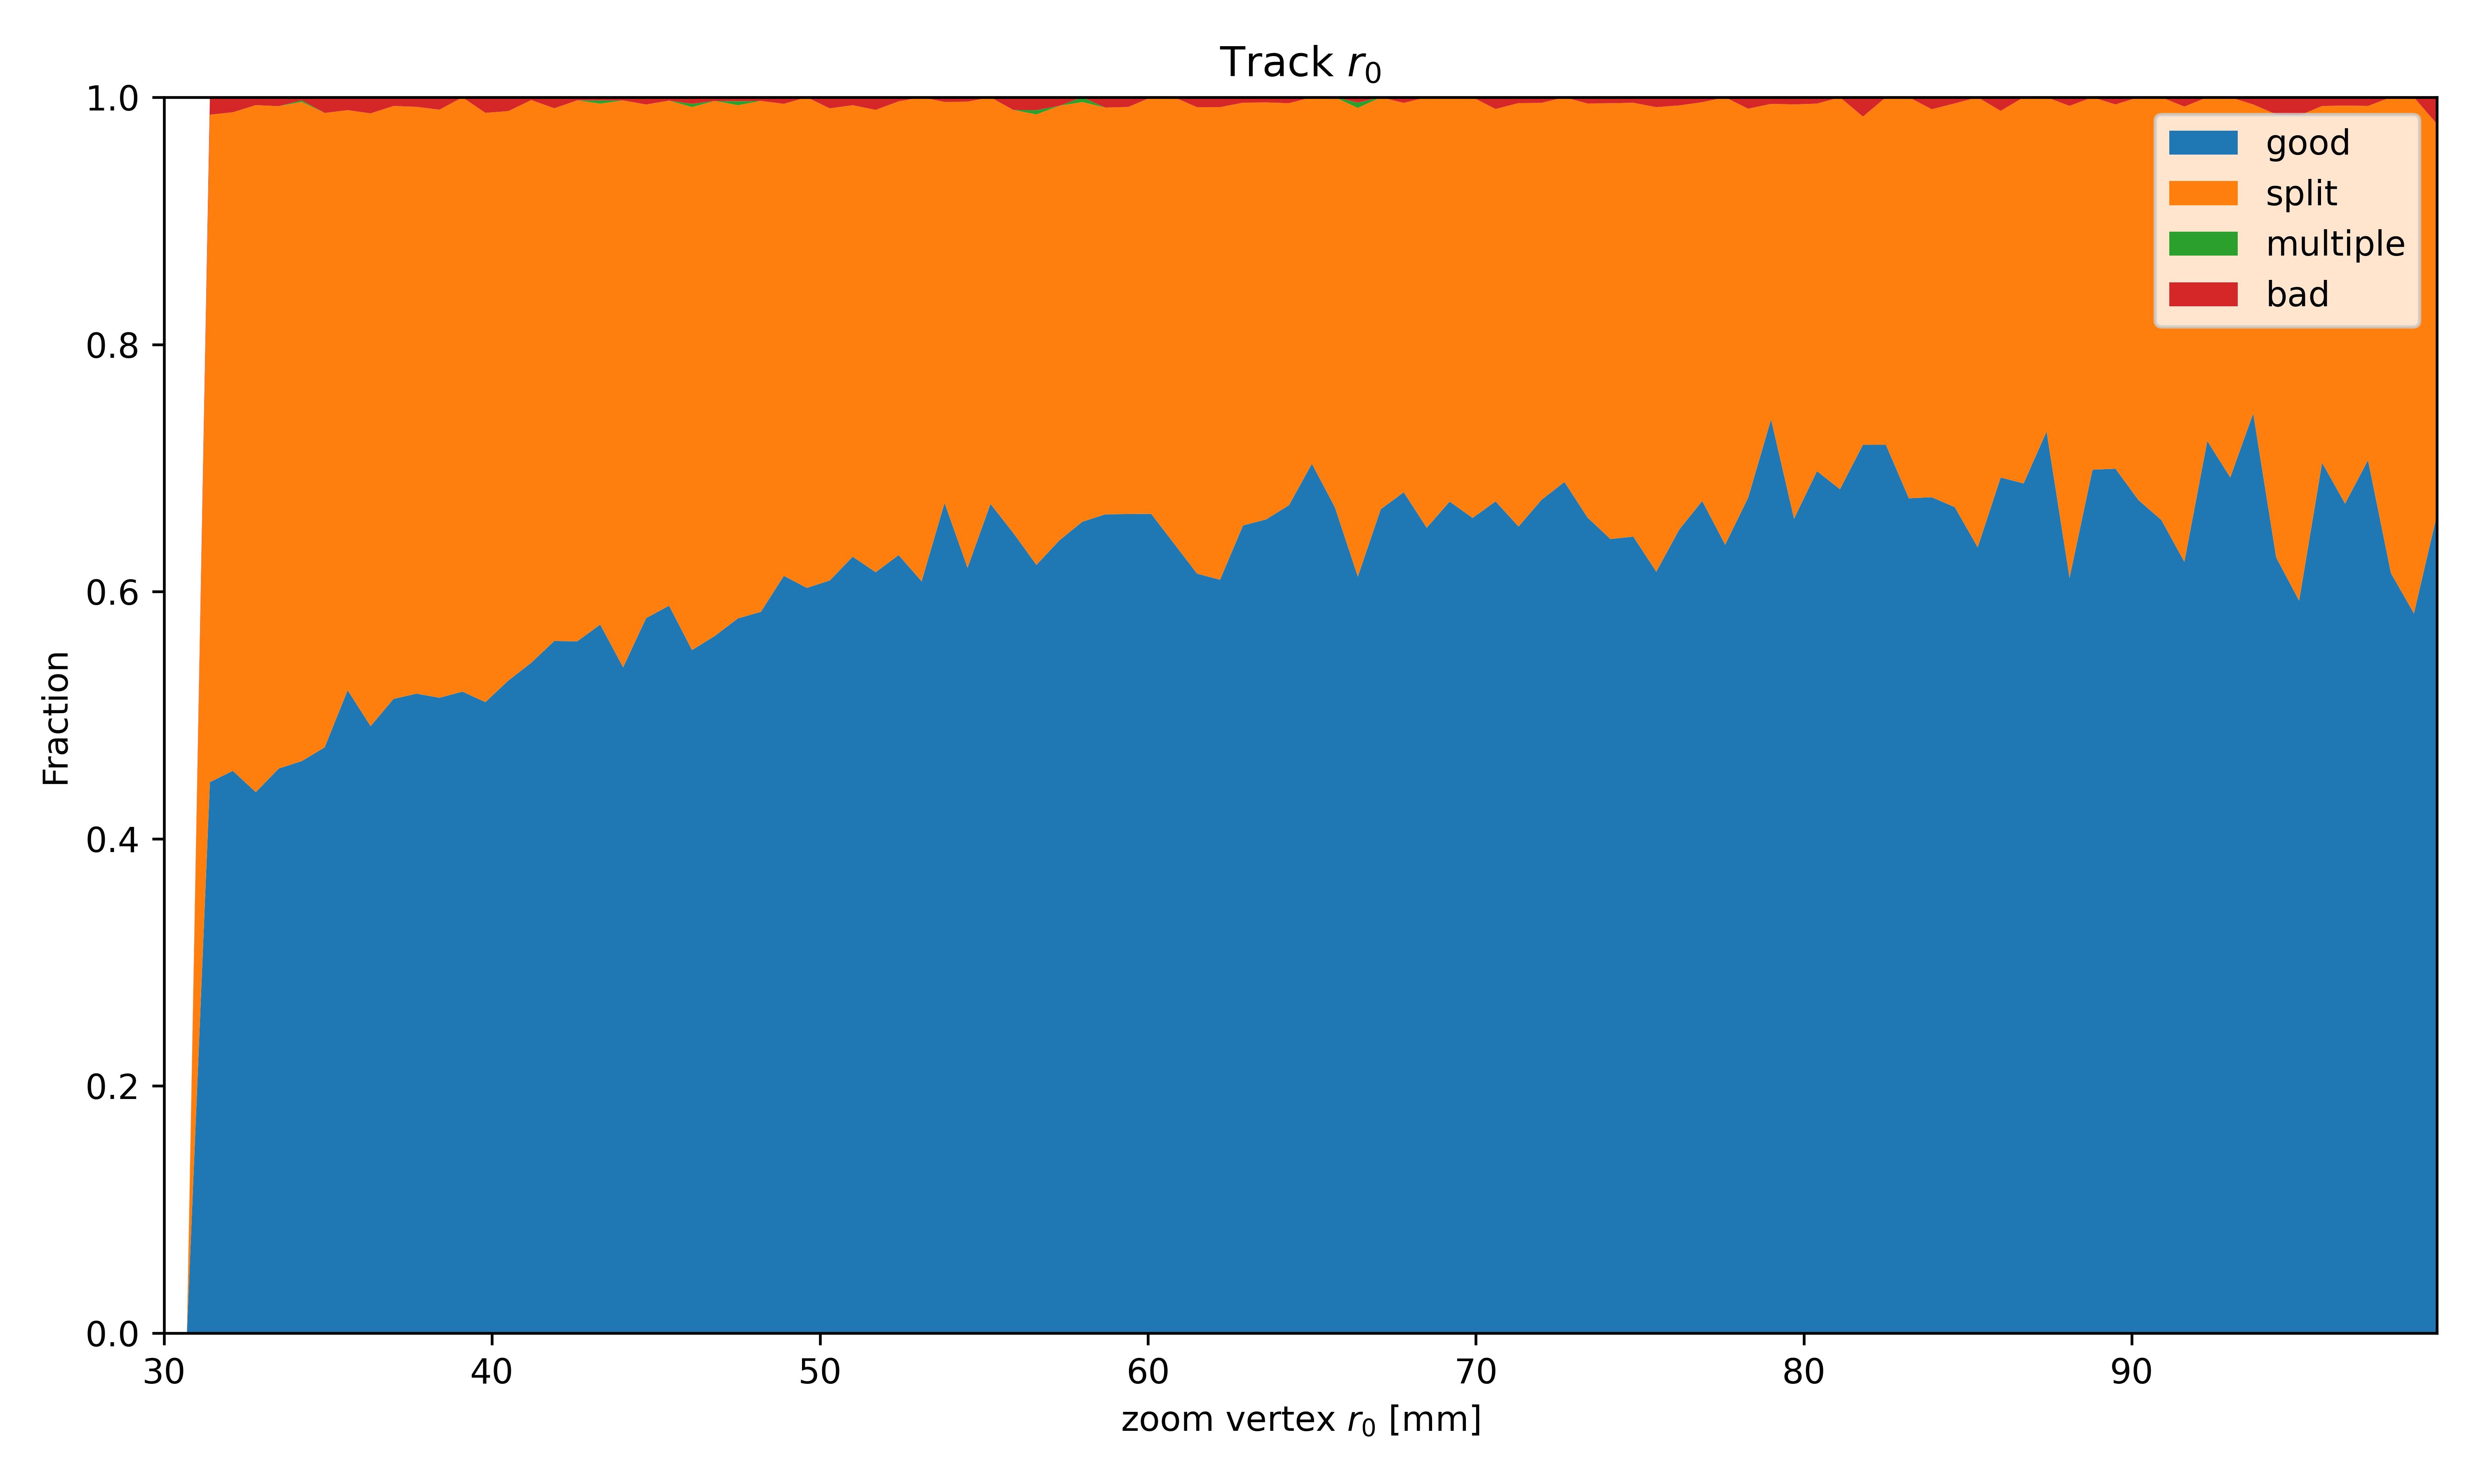 Track r₀
1.0
0.8
0.6
0.4
0.2
0.0
Fraction
good
split
multiple
bad
30 40 50 60 70 80 90
zoom vertex r₀ [mm]